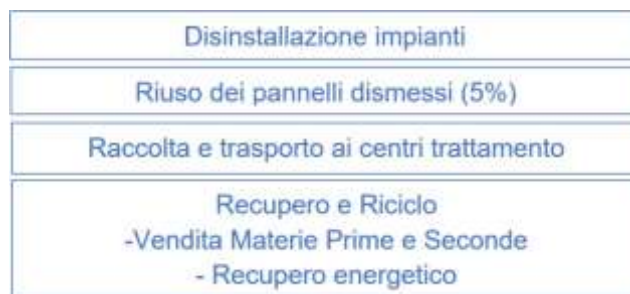 Disinstallazione impianti
Riuso dei pannelli dismessi (5%)
Raccolta e trasporto ai centri trattamento
Recupero e Riciclo
-Vendita Materie Prime e Seconde
- Recupero energetico